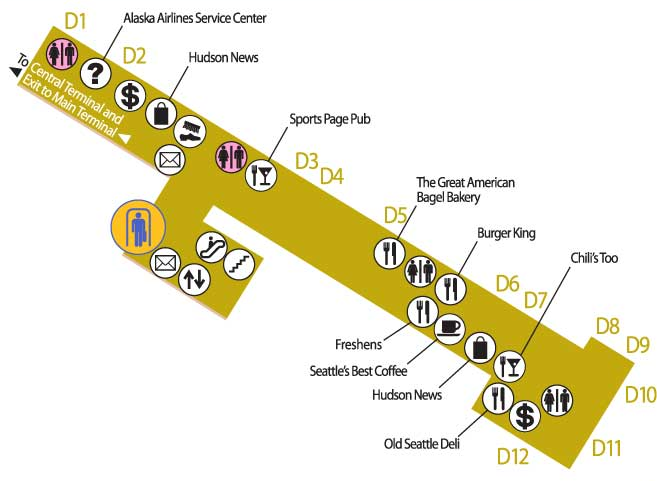 Alaska Airlines Service Center
D1
D2
Hudson News
To
Central Terminal and
Exit to Main Terminal
?
$
Sports Page Pub
D3
D4
The Great American
Bagel Bakery
D5
Burger King
Chili's Too
D6
D7
D8
D9
D10
D11
D12
Freshens
Seattle's Best Coffee
Hudson News
Old Seattle Deli
$